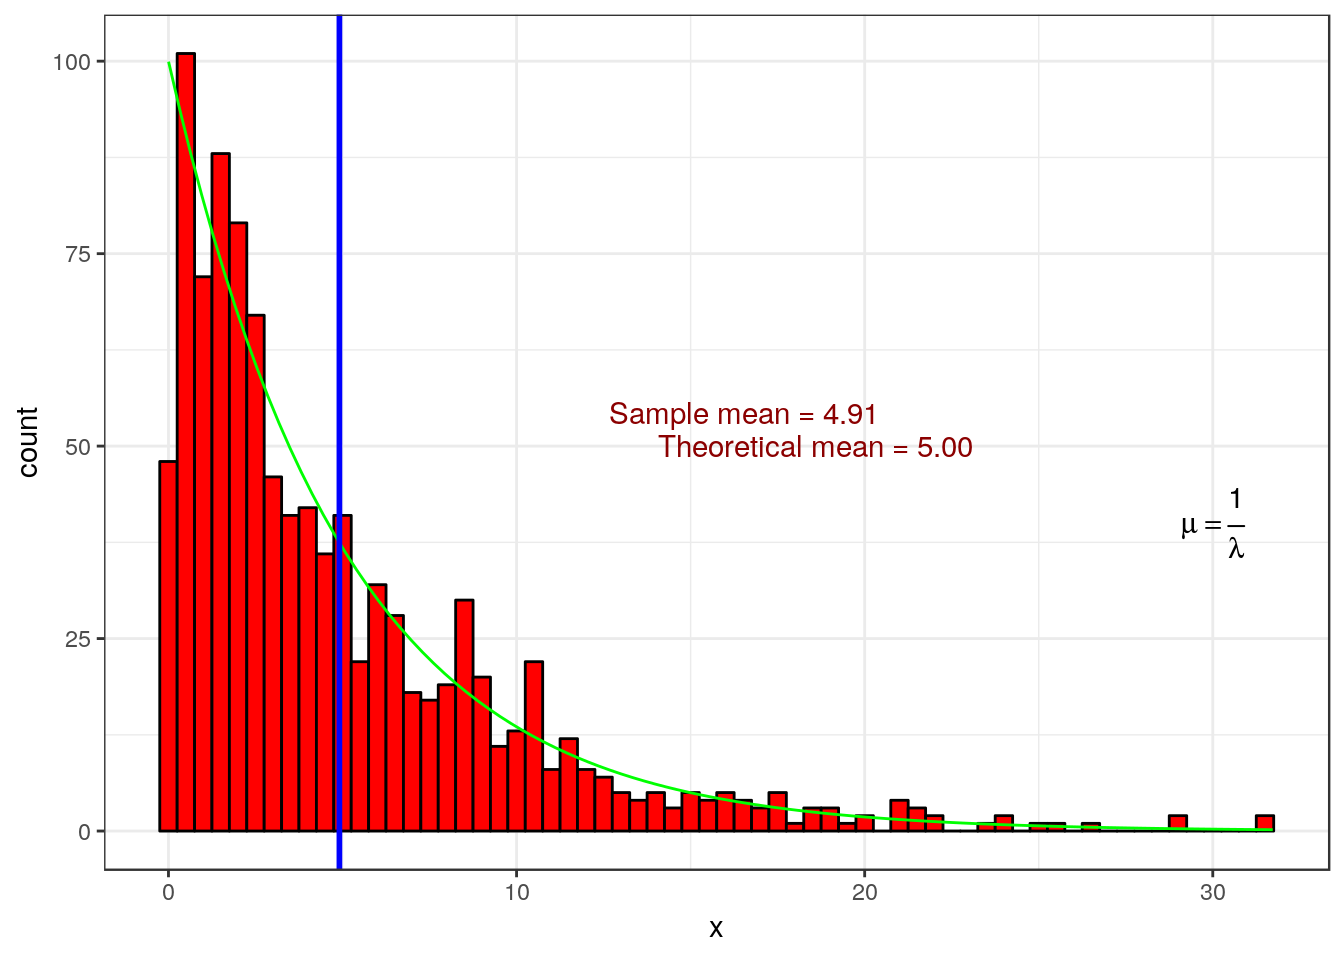 100
75
50
25
0
count
Sample mean = 4.91
Theoretical mean = 5.00
μ = 1/λ
0 10 20 30
x